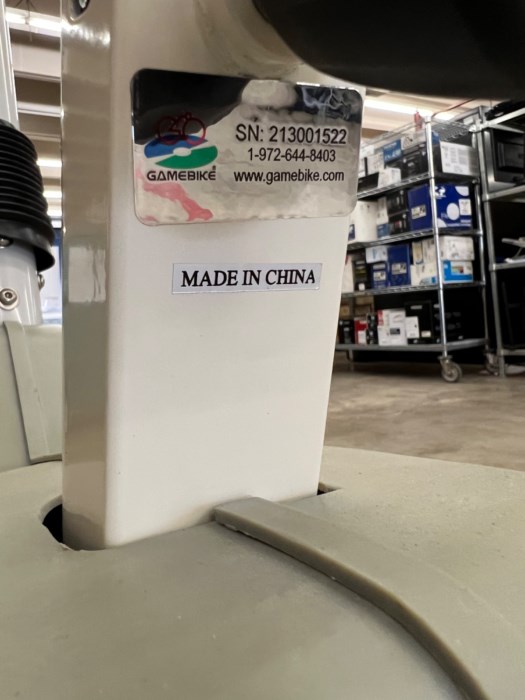 SN: 213001522
1-972-644-8403
GAMEBIKE
www.gamebike.com
MADE IN CHINA